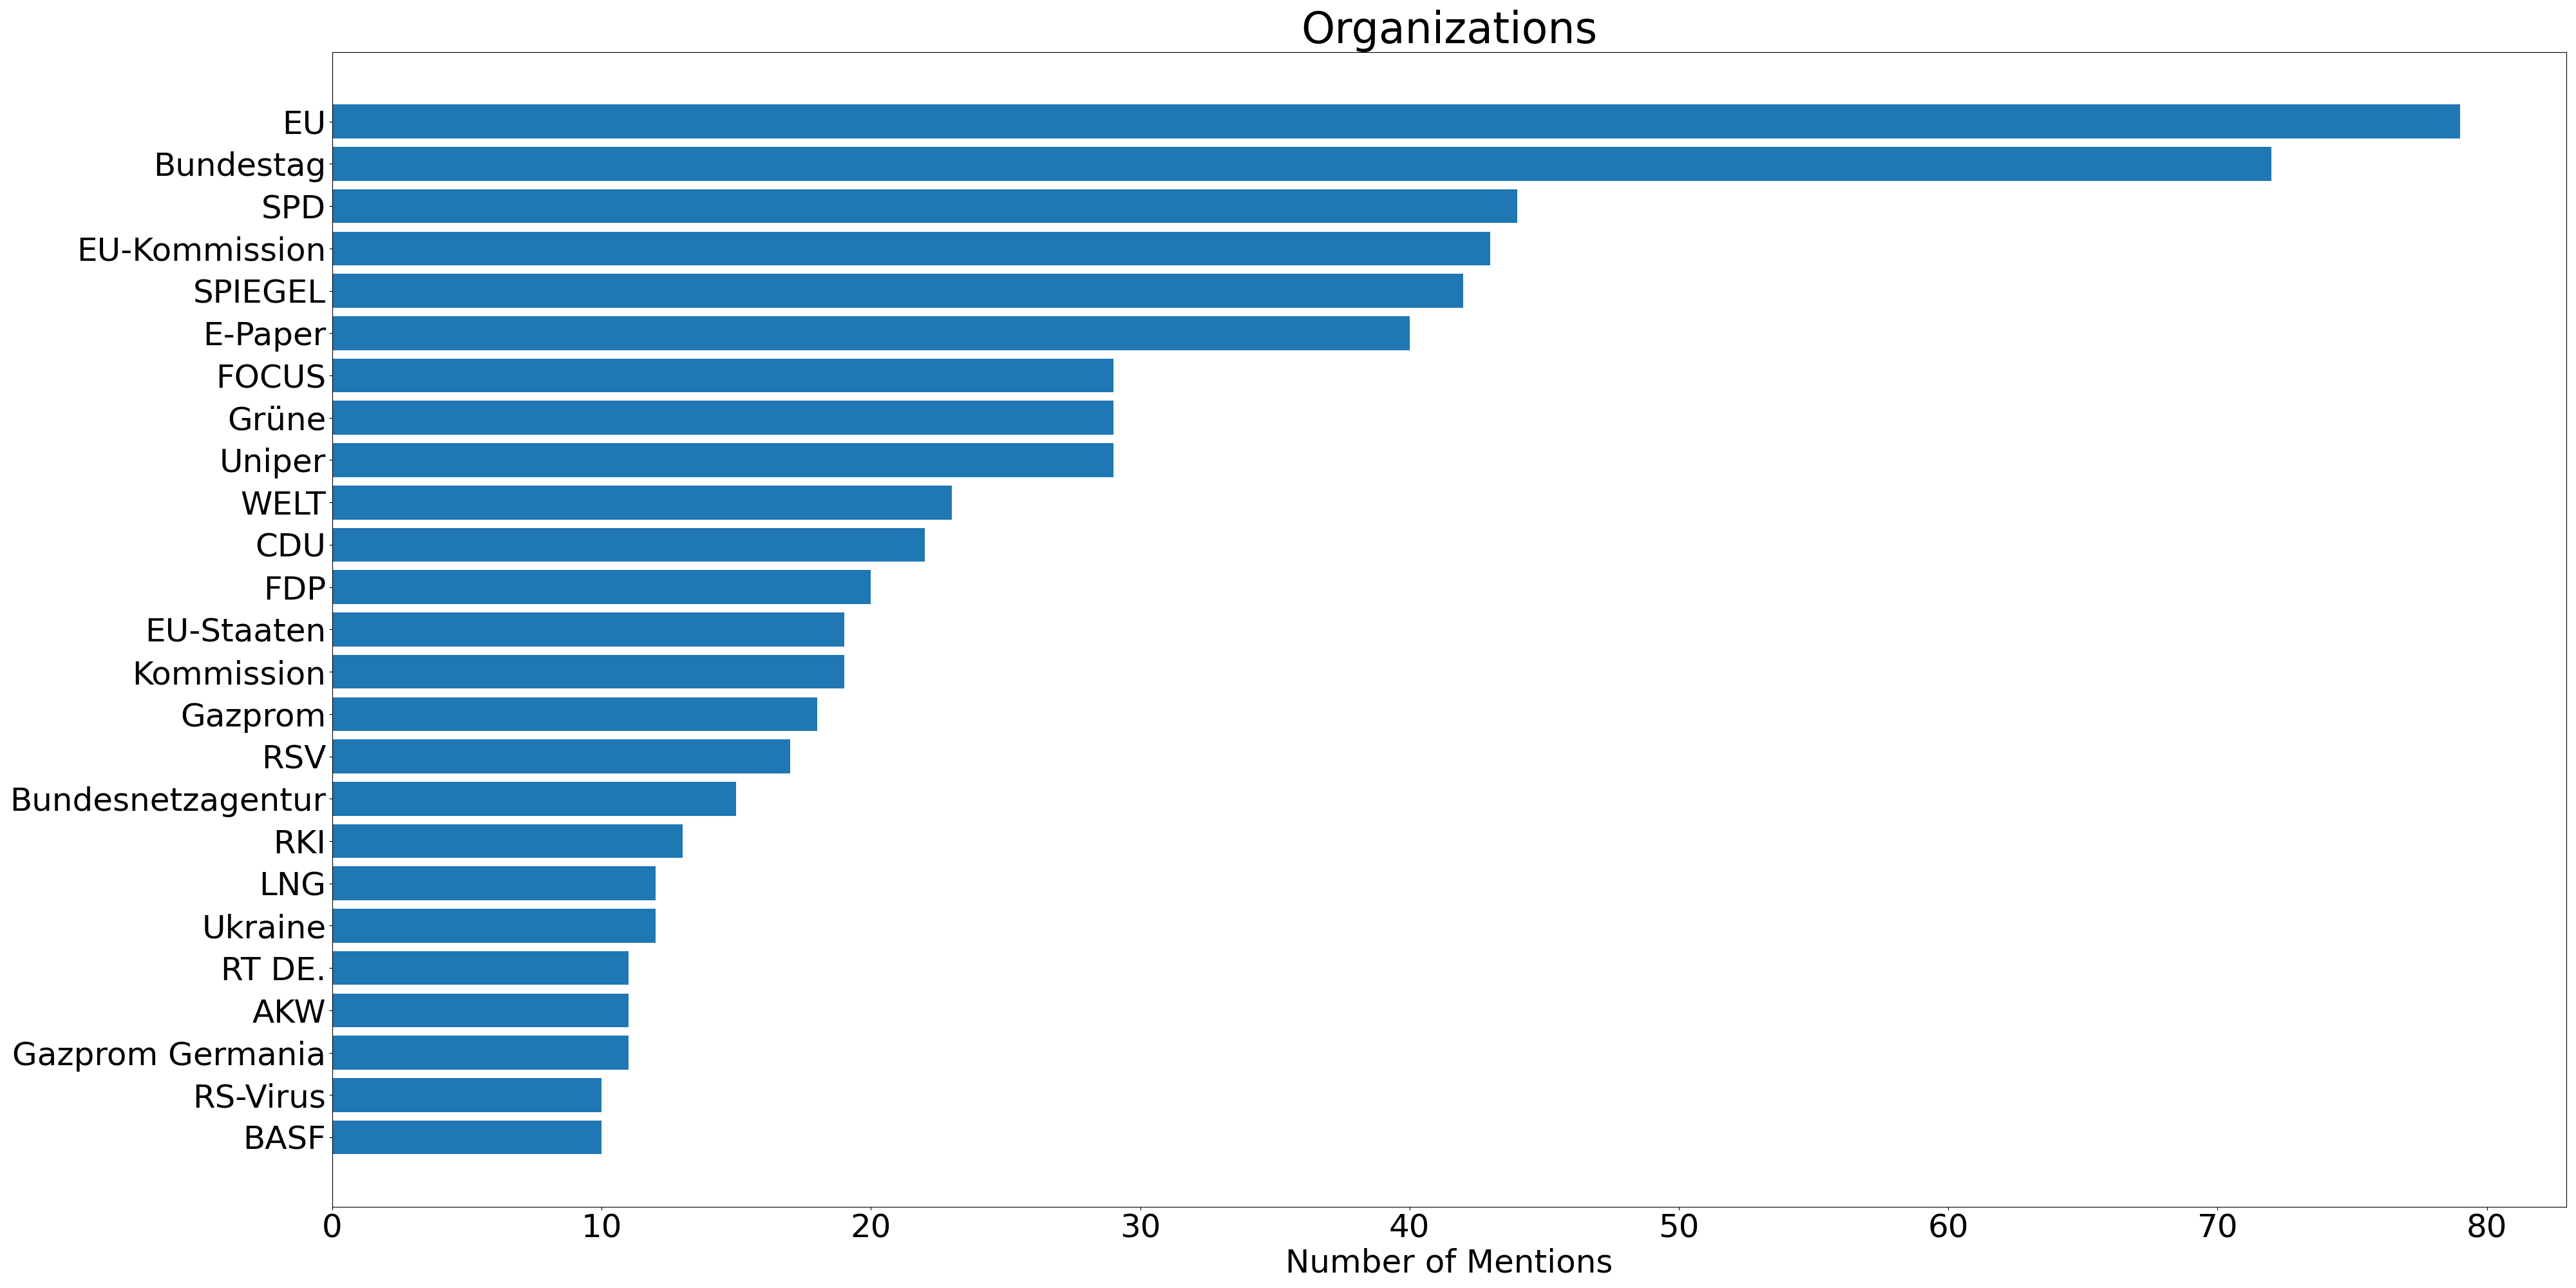 Organizations
EU
Bundestag
SPD
EU-Kommission
SPIEGEL
E-Paper
FOCUS
Grüne
Uniper
WELT
CDU
FDP
EU-Staaten
Kommission
Gazprom
RSV
Bundesnetzagentur
RKI
LNG
Ukraine
RT DE.
AKW
Gazprom Germania
RS-Virus
BASF
0 10 20 30 40 50 60 70 80
Number of Mentions